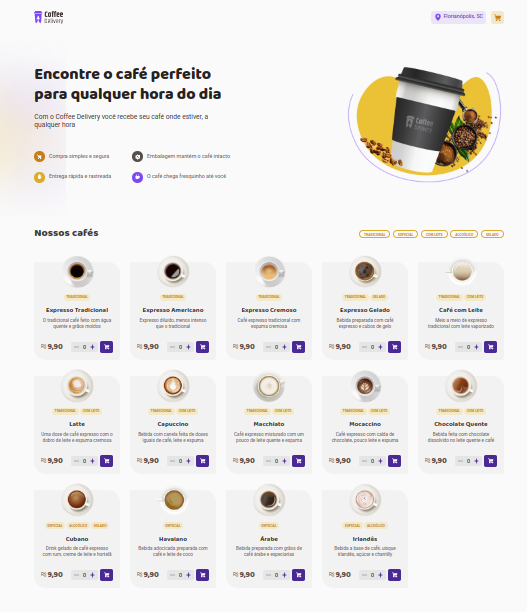 Coffee
Delivery
Florianópolis, SC
Encontre o café perfeito
para qualquer hora do dia
Com o Coffee Delivery você recebe seu café onde estiver, a
qualquer hora
Compra simples e segura
Embalagem mantém o café intacto
Entrega rápida e rastreada
O café chega fresquinho até você
Coffee
Delivery
Nossos cafés
TRADICIONAL
ESPECIAL
COM LEITE
ALCOÓLICO
GELADO
TRADICIONAL
Expresso Tradicional
O tradicional café feito com água
quente e grãos moídos
R$ 9,90
0
TRADICIONAL
Expresso Americano
Expresso diluído, menos intenso
que o tradicional
R$ 9,90
0
TRADICIONAL
Expresso Cremoso
Café expresso tradicional com
espuma cremosa
R$ 9,90
0
TRADICIONAL GELADO
Expresso Gelado
Bebida preparada com café
expresso e cubos de gelo
R$ 9,90
0
TRADICIONAL COM LEITE
Café com Leite
Meio a meio de expresso
tradicional com leite vaporizado
R$ 9,90
0
TRADICIONAL COM LEITE
Latte
Uma dose de café expresso com o
dobro de leite e espuma cremosa
R$ 9,90
0
TRADICIONAL COM LEITE
Capuccino
Bebida com canela feita de doses
iguais de café, leite e espuma
R$ 9,90
0
TRADICIONAL COM LEITE
Macchiato
Café expresso misturado com um
pouco de leite quente e espuma
R$ 9,90
0
TRADICIONAL COM LEITE
Mocaccino
Café expresso com calda de
chocolate, pouco leite e espuma
R$ 9,90
0
ESPECIAL COM LEITE
Chocolate Quente
Bebida feita com chocolate
dissolvido no leite quente e café
R$ 9,90
0
ESPECIAL ALCOÓLICO GELADO
Cubano
Drink gelado de café expresso
com rum, creme de leite e hortelã
R$ 9,90
0
ESPECIAL
Havaiano
Bebida adocicada preparada com
café e leite de coco
R$ 9,90
0
ESPECIAL
Árabe
Bebida preparada com grãos de
café árabe e especiarias
R$ 9,90
0
ESPECIAL ALCOÓLICO
Irlandês
Bebida a base de café, uísque
irlandês, açúcar e chantilly
R$ 9,90
0